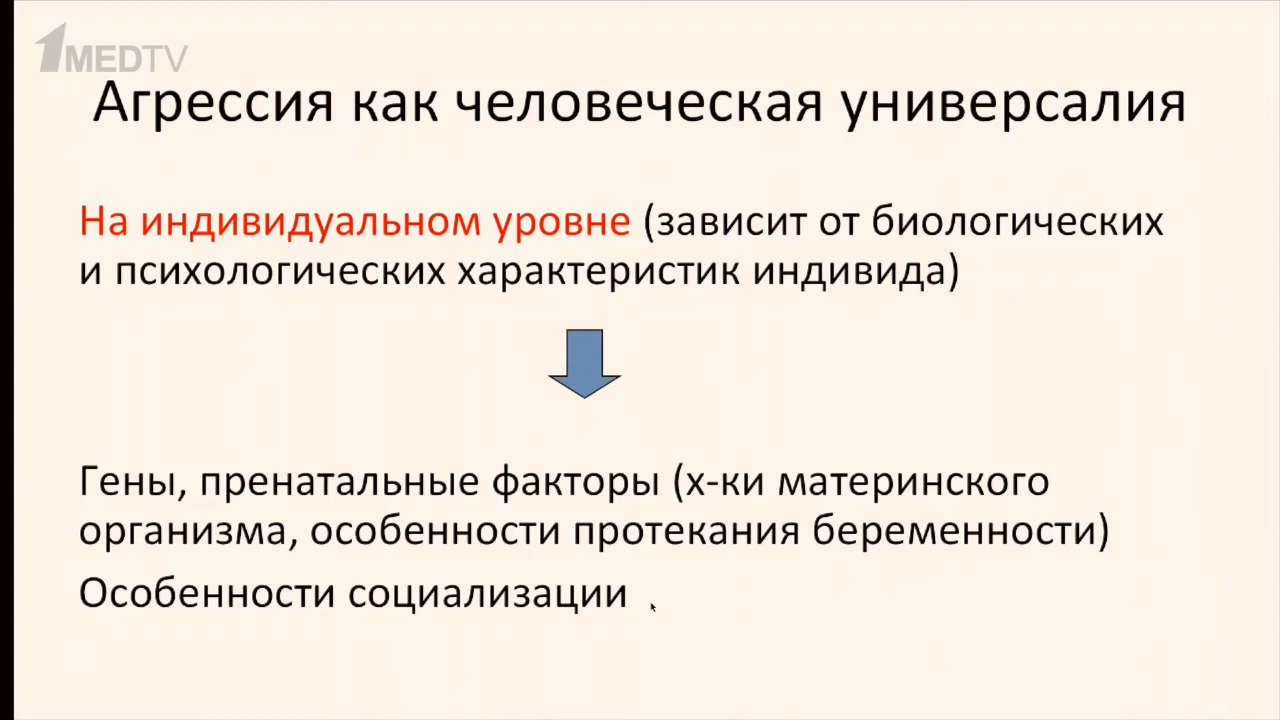 1MEDTV
Агрессия как человеческая универсалия
На индивидуальном уровне (зависит от биологических
и психологических характеристик индивида)
Гены, пренатальные факторы (х-ки материнского
организма, особенности протекания беременности)
Особенности социализации